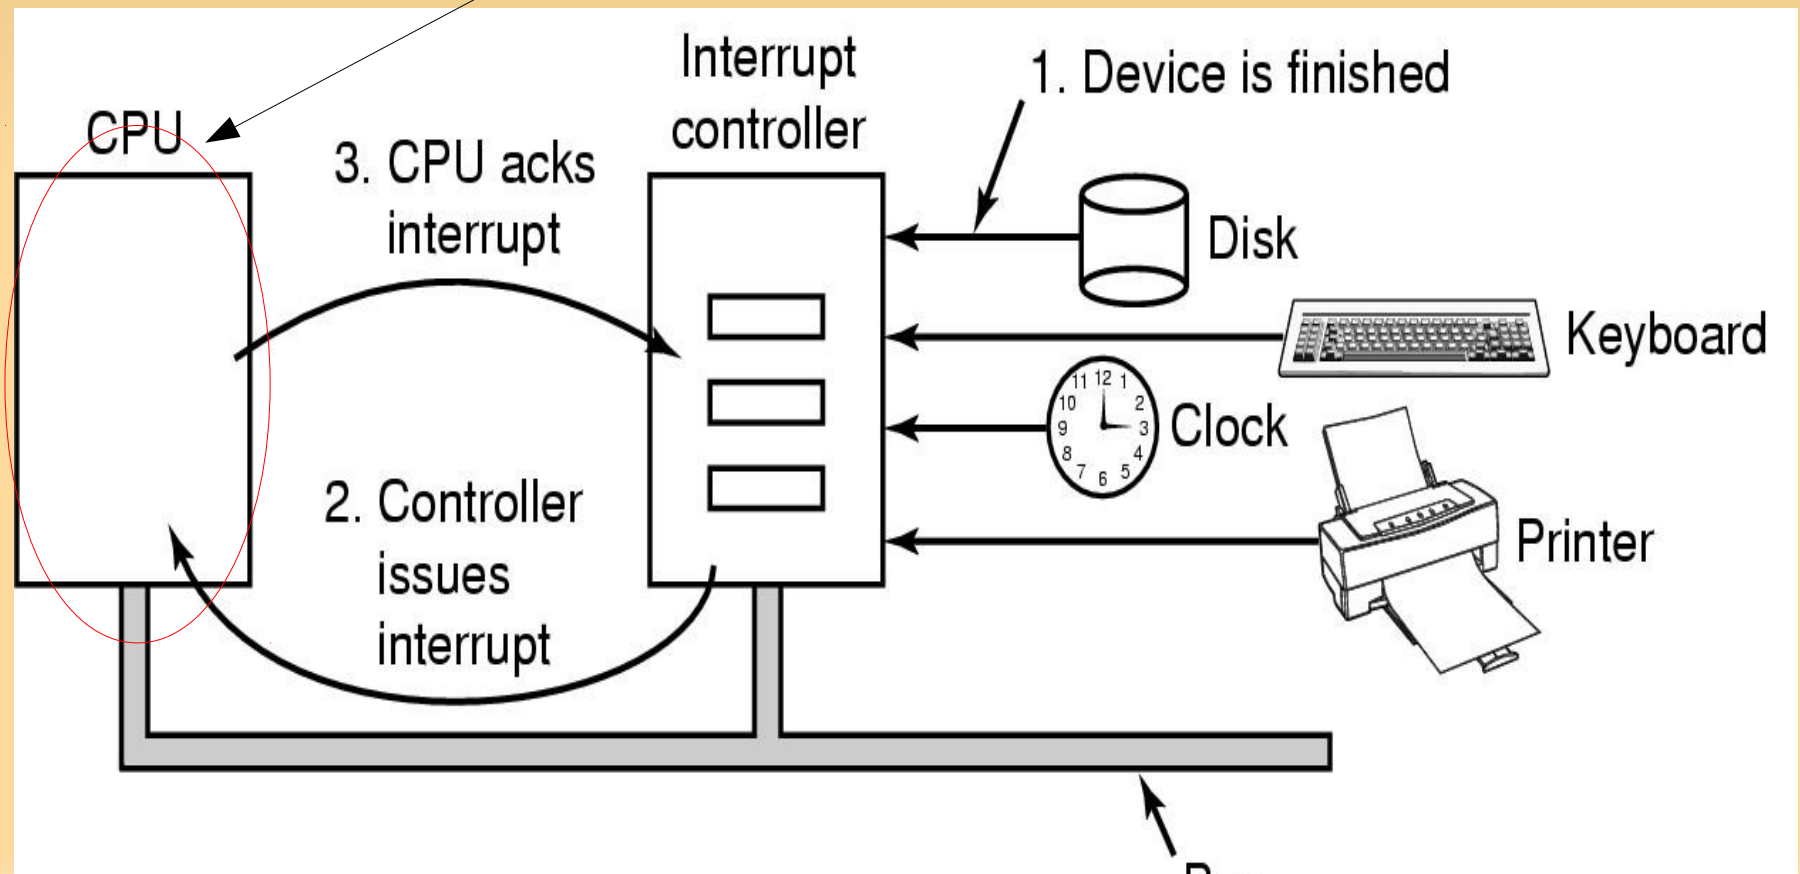 CPU
Interrupt
controller
1. Device is finished
3. CPU acks
interrupt
Disk
Keyboard
11 12 1
10 2
9 3
8 4
7 6 5
Clock
2. Controller
issues
interrupt
Printer